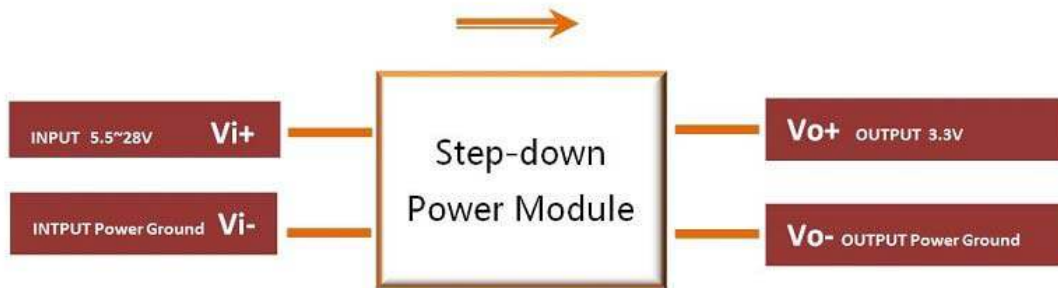 INPUT 5.5~28V Vi+
INTPUT Power Ground Vi-
Step-down
Power Module
Vo+ OUTPUT 3.3V
Vo- OUTPUT Power Ground